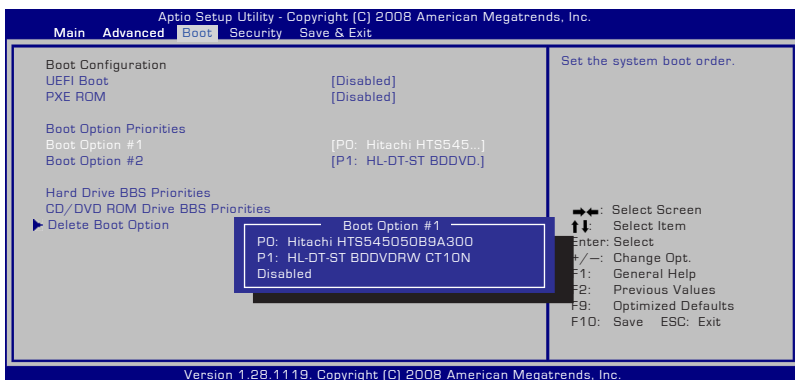 Aptio Setup Utility - Copyright (C) 2008 American Megatrends, Inc.
Main Advanced Boot Security Save & Exit
Boot Configuration
UEFI Boot [Disabled]
PXE ROM [Disabled]
Boot Option Priorities
Boot Option #1 [P0: Hitachi HTS545...]
Boot Option #2 [P1: HL-DT-ST BDDVD.]
Hard Drive BBS Priorities
CD/DVD ROM Drive BBS Priorities
Delete Boot Option
Boot Option #1
P0: Hitachi HTS545050B9A300
P1: HL-DT-ST BDDVDRW CT10N
Disabled
Set the system boot order.
→←: Select Screen
↑↓: Select Item
Enter: Select
+/—: Change Opt.
F1: General Help
F2: Previous Values
F9: Optimized Defaults
F10: Save ESC: Exit
Version 1.28.1119. Copyright (C) 2008 American Megatrends, Inc.